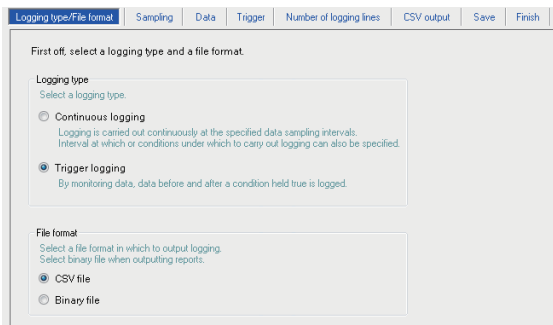 Logging type/File format Sampling Data Trigger Number of logging lines CSV output Save Finish
First off, select a logging type and a file format.
Logging type
Select a logging type.
Continuous logging
Logging is carried out continuously at the specified data sampling intervals.
Interval at which or conditions under which to carry out logging can also be specified.
Trigger logging
By monitoring data, data before and after a condition held true is logged.
File format
Select a file format in which to output logging.
Select binary file when outputting reports.
CSV file
Binary file